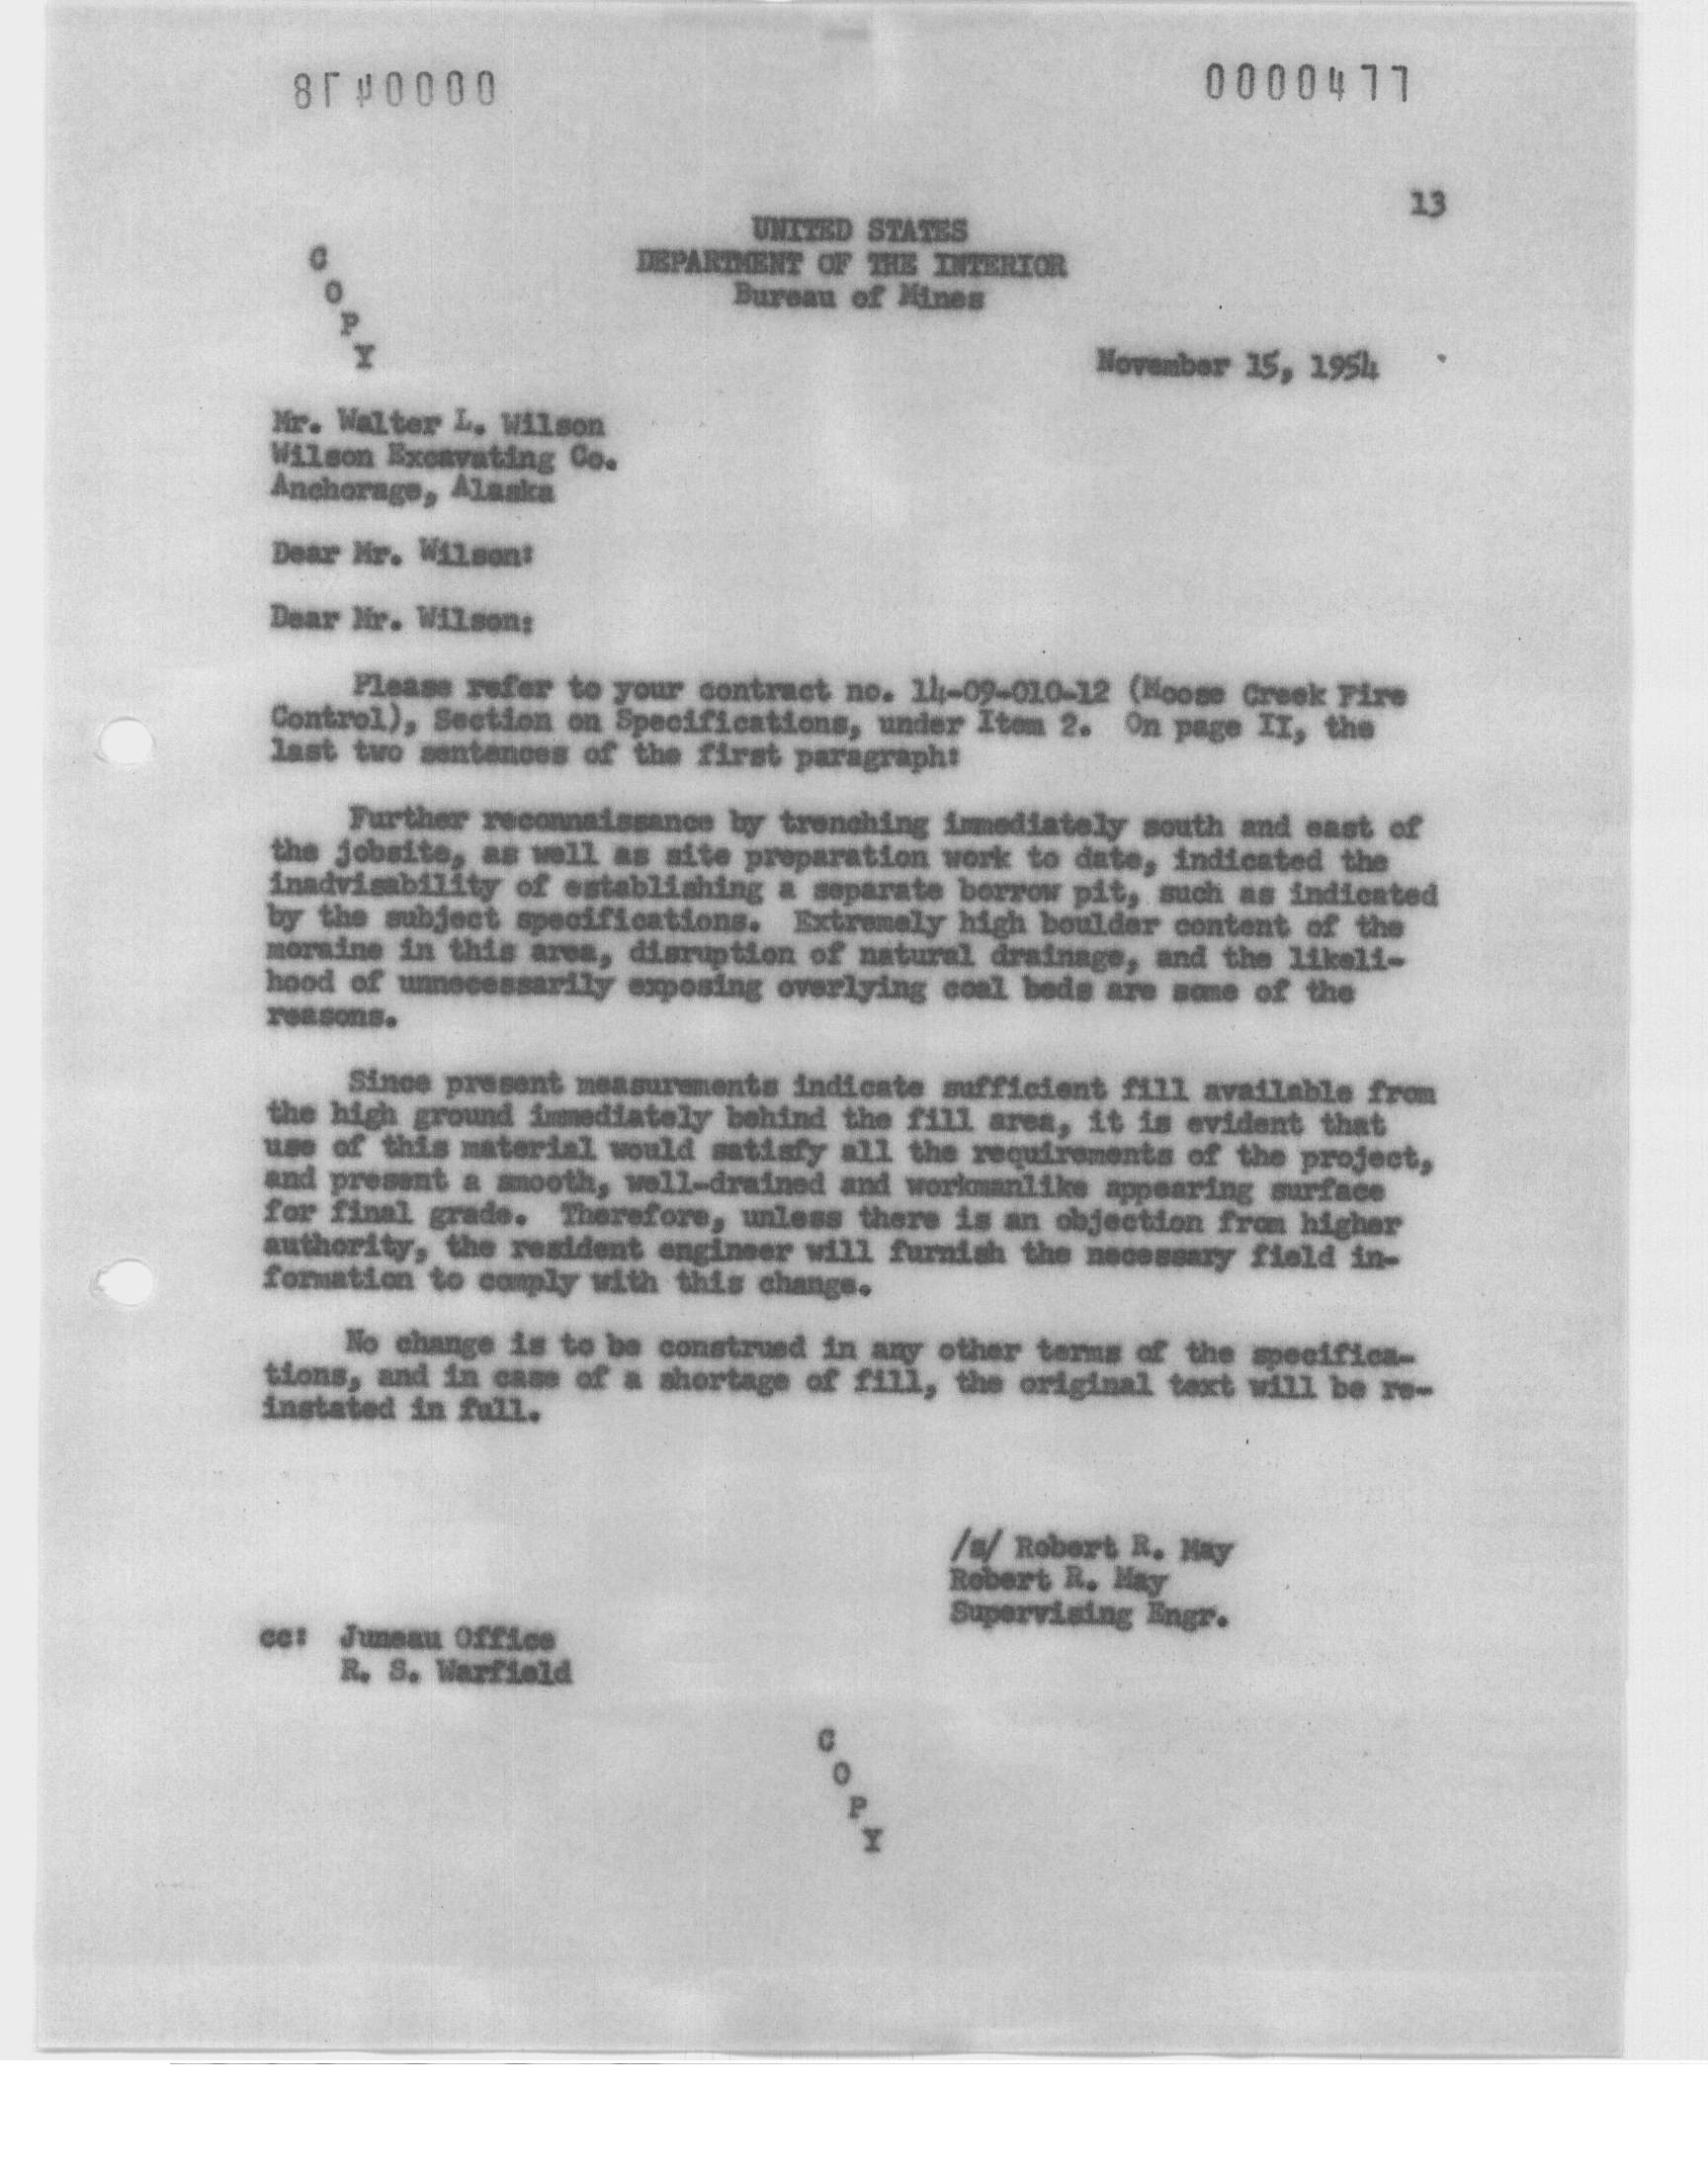 0000477
13
C
O
P
Y
UNITED STATES
DEPARTMENT OF THE INTERIOR
Bureau of Mines
November 15, 1954
Mr. Walter L. Wilson
Wilson Excavating Co.
Anchorage, Alaska
Dear Mr. Wilson:
Dear Mr. Wilson:
Please refer to your contract no. 14-09-010-12 (Moose Creek Fire
Control), Section on Specifications, under Item 2. On page II, the
last two sentences of the first paragraph:
Further reconnaissance by trenching immediately south and east of
the jobsite, as well as site preparation work to date, indicated the
inadvisability of establishing a separate borrow pit, such as indicated
by the subject specifications. Extremely high boulder content of the
moraine in this area, disruption of natural drainage, and the likeli-
hood of unnecessarily exposing overlying coal beds are some of the
reasons.
Since present measurements indicate sufficient fill available from
the high ground immediately behind the fill area, it is evident that
use of this material would satisfy all the requirements of the project,
and present a smooth, well-drained and workmanlike appearing surface
for final grade. Therefore, unless there is an objection from higher
authority, the resident engineer will furnish the necessary field in-
formation to comply with this change.
No change is to be construed in any other terms of the specifica-
tions, and in case of a shortage of fill, the original text will be re-
instated in full.
/s/ Robert R. May
Robert R. May
Supervising Engr.
cc: Juneau Office
R. S. Warfield
C
O
P
Y